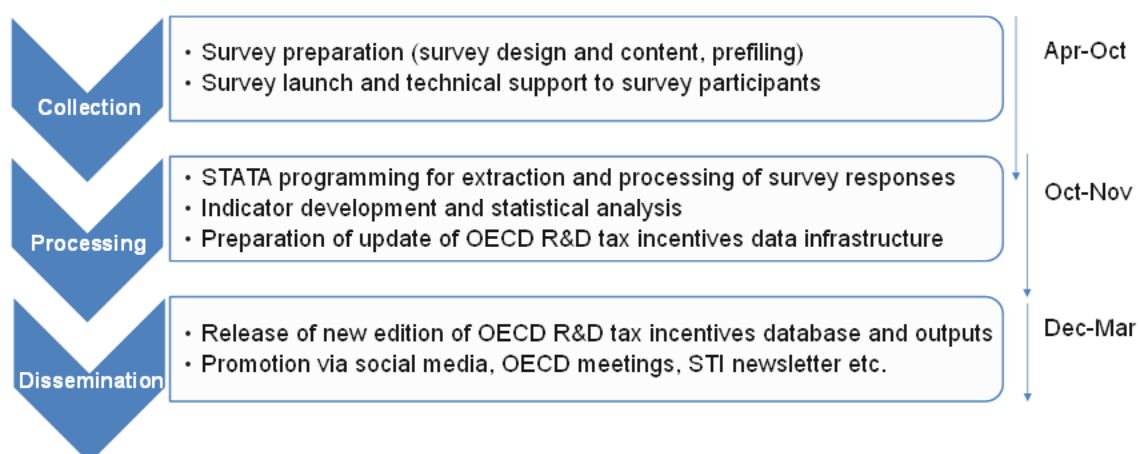 Collection
• Survey preparation (survey design and content, prefiling)
• Survey launch and technical support to survey participants
Apr-Oct
Processing
• STATA programming for extraction and processing of survey responses
• Indicator development and statistical analysis
• Preparation of update of OECD R&D tax incentives data infrastructure
Oct-Nov
Dissemination
• Release of new edition of OECD R&D tax incentives database and outputs
• Promotion via social media, OECD meetings, STI newsletter etc.
Dec-Mar